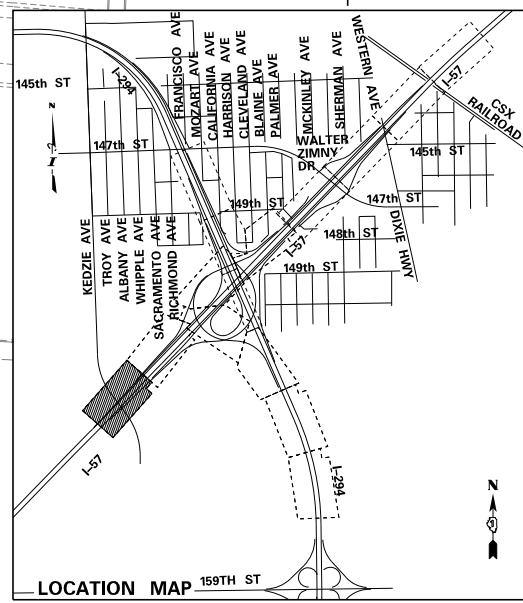 WESTERN AVE
I-57
CSX
RAILROAD
FRANCISCO AVE
MOZART AVE
CALIFORNIA AVE
HARRISON AVE
CLEVELAND AVE
BLAINE AVE
PALMER AVE
MCKINLEY AVE
SHERMAN AVE
145th ST
I-294
N
147th ST
WALTER
ZIMNY
DR
145th ST
149th ST
147th ST
148th ST
I-57
DIXIE HWY
149th ST
KEDZIE AVE
TROY AVE
ALBANY AVE
WHIPPLE AVE
SACRAMENTO AVE
RICHMOND AVE
I-57
I-294
N
LOCATION MAP
159TH ST